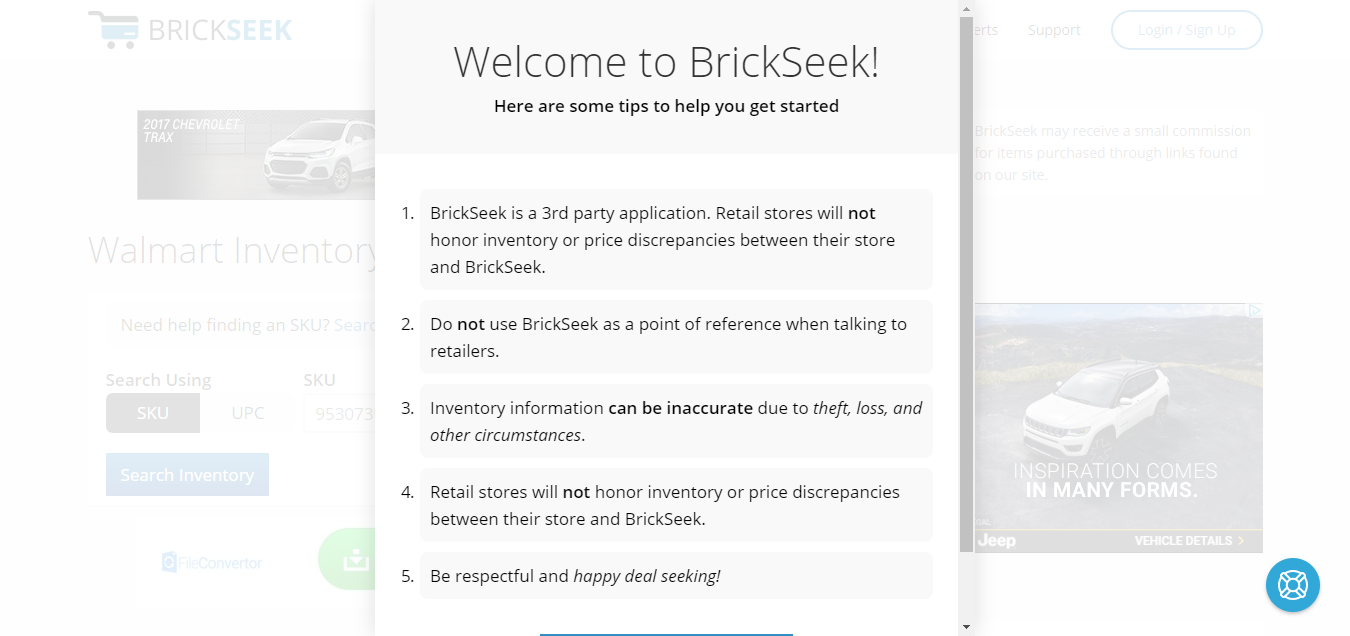 BRICKSEEK
erts
Support
Login / Sign Up
Welcome to BrickSeek!
Here are some tips to help you get started
2017 CHEVROLET
TRAX
BrickSeek may receive a small commission
for items purchased through links found
on our site.
1. BrickSeek is a 3rd party application. Retail stores will not
honor inventory or price discrepancies between their store
and BrickSeek.
Walmart Inventory
2. Do not use BrickSeek as a point of reference when talking to
retailers.
Need help finding an SKU? Searc
Search Using
SKU
SKU
UPC
953073
Search Inventory
3. Inventory information can be inaccurate due to theft, loss, and
other circumstances.
4. Retail stores will not honor inventory or price discrepancies
between their store and BrickSeek.
5. Be respectful and happy deal seeking!
FileConvertor
INSPIRATION COMES
IN MANY FORMS.
Jeep
VEHICLE DETAILS